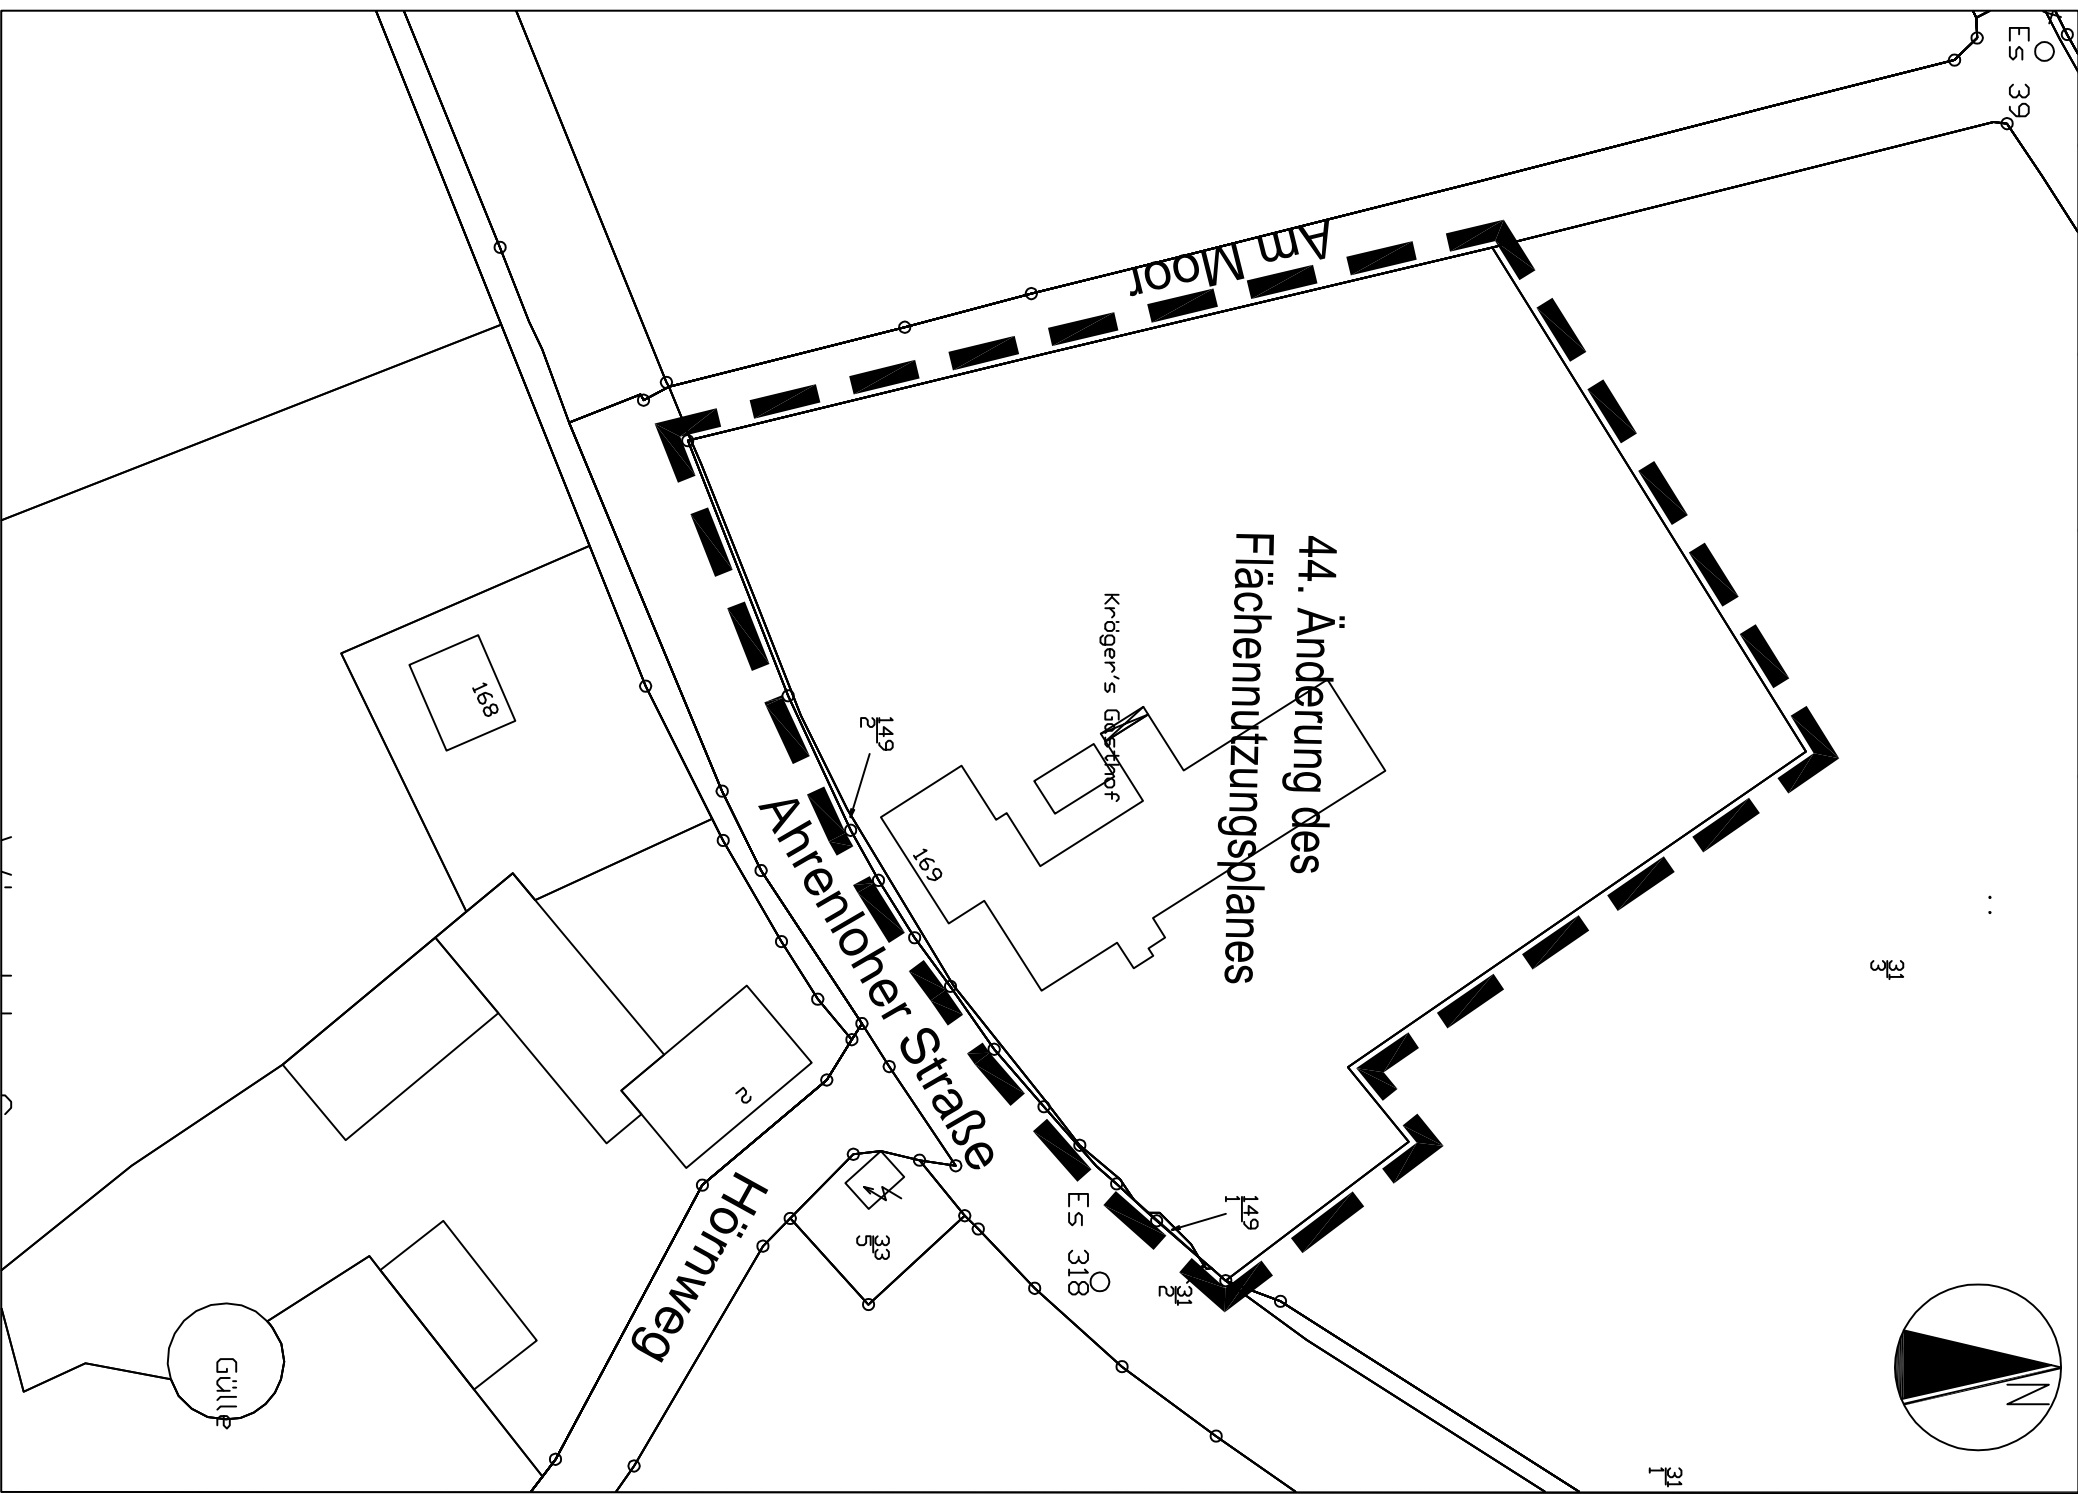 Es 39
Am Moor
44. Änderung des
Flächennutzungsplanes
Kröger's Gasthof
168
149
2
169
Ahrenloher Straße
31
3
2
Hörnweg
33
5
Es 318
149
1
31
2
Gülle
N
31
1